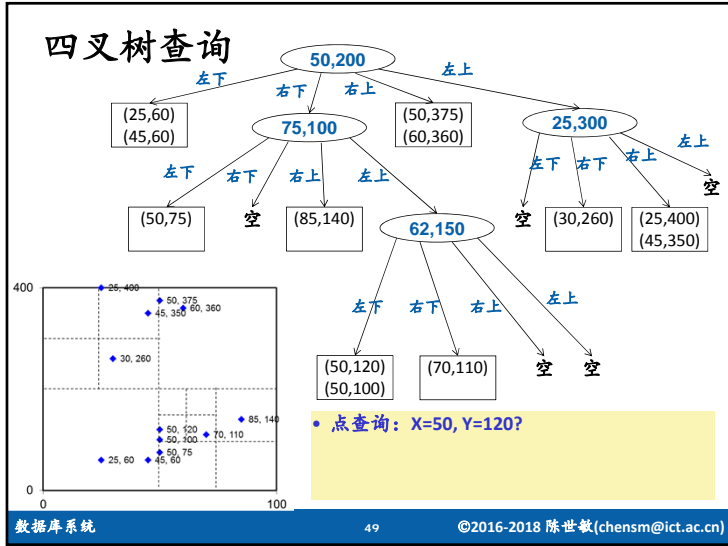 四叉树查询
50,200
左下
右下
右上
左上
(25,60)
(45,60)
75,100
(50,375)
(60,360)
25,300
左下
右下
右上
左上
左下
右下
右上
左上
(50,75)
空
(85,140)
62,150
空
(30,260)
(25,400)
(45,350)
空
左下
右下
右上
左上
(50,120)
(50,100)
(70,110)
空
空
400
25, 400
50, 375
45, 350
60, 360
30, 260
85, 140
50, 120
70, 110
50, 100
50, 75
25, 60
45, 60
0
0
100
• 点查询：X=50, Y=120?
数据库系统
49
©2016-2018 陈世敏(chensm@ict.ac.cn)